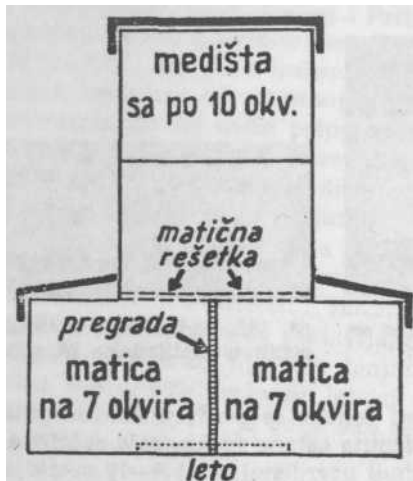 medišta
sa po 10 okv.
matična
rešetka
pregrada
matica
na 7 okvira
matica
na 7 okvira
leto